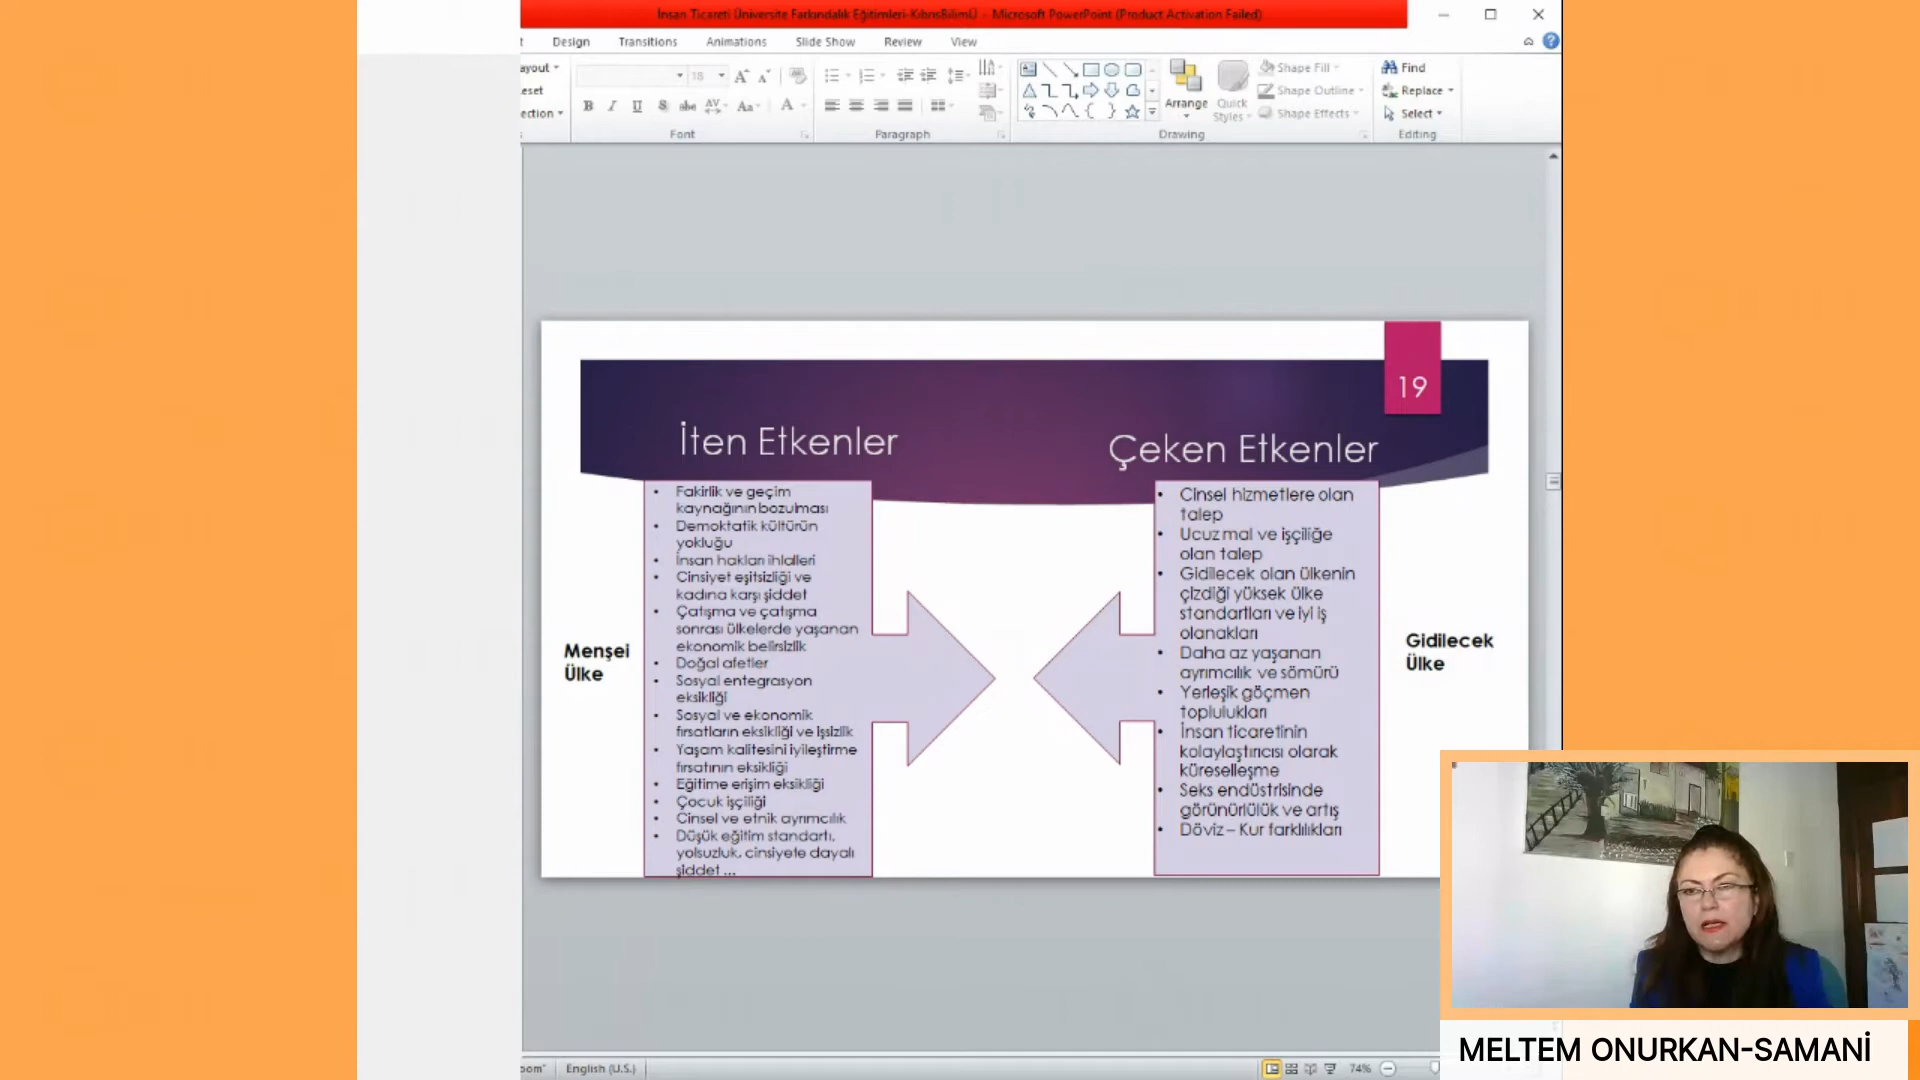 İnsan Ticareti Üniversite Farkındalık Eğitimleri-KıbrısBilimÜ - Microsoft PowerPoint (Product Activation Failed)
Design Transitions Animations Slide Show Review View
ayout
eset
ection
18
Font
Paragraph
Arrange
Quick
Styles
Shape Fill
Shape Outline
Shape Effects
Drawing
Find
Replace
Select
Editing
19
İten Etkenler
Çeken Etkenler
Menşei
Ülke
• Fakirlik ve geçim
kaynağının bozulması
• Demoktatik kültürün
yokluğu
• İnsan hakları ihlalleri
• Cinsiyet eşitsizliği ve
kadına karşı şiddet
• Çatışma ve çatışma
sonrası ülkelerde yaşanan
ekonomik belirsizlik
• Doğal afetler
• Sosyal entegrasyon
eksikliği
• Sosyal ve ekonomik
fırsatların eksikliği ve işsizlik
• Yaşam kalitesini iyileştirme
fırsatının eksikliği
• Eğitime erişim eksikliği
• Çocuk işçiliği
• Cinsel ve etnik ayrımcılık
• Düşük eğitim standartı,
yolsuzluk, cinsiyete dayalı
şiddet ...
• Cinsel hizmetlere olan
talep
• Ucuz mal ve işçiliğe
olan talep
• Gidilecek olan ülkenin
çizdiği yüksek ülke
standartları ve iyi iş
olanakları
• Daha az yaşanan
ayrımcılık ve sömürü
• Yerleşik göçmen
toplulukları
• İnsan ticaretinin
kolaylaştırıcısı olarak
küreselleşme
• Seks endüstrisinde
görünürlülük ve artış
• Döviz – Kur farklılıkları
Gidilecek
Ülke
MELTEM ONURKAN-SAMANİ
oom" English (U.S.) 74%